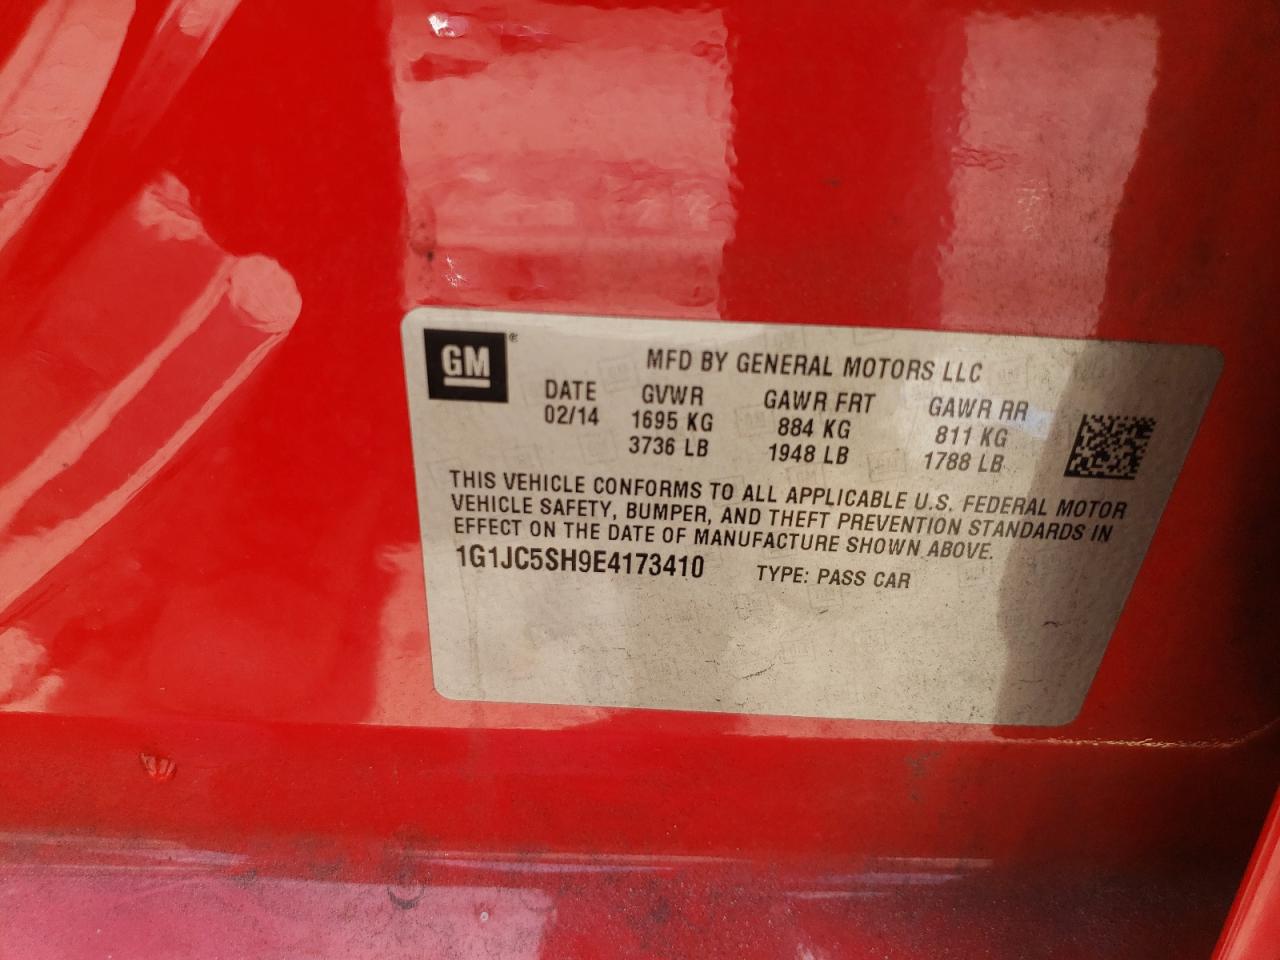 GM®
MFD BY GENERAL MOTORS LLC
DATE GVWR GAWR FRT GAWR RR
02/14 1695 KG 884 KG 811 KG
3736 LB 1948 LB 1788 LB
THIS VEHICLE CONFORMS TO ALL APPLICABLE U.S. FEDERAL MOTOR
VEHICLE SAFETY, BUMPER, AND THEFT PREVENTION STANDARDS IN
EFFECT ON THE DATE OF MANUFACTURE SHOWN ABOVE.
1G1JC5SH9E4173410 TYPE: PASS CAR